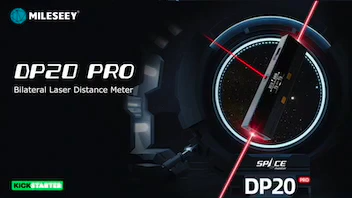 MILESEEY
DP20 PRO
Bilateral Laser Distance Meter
KICKSTARTER
SPACE
DP20 PRO